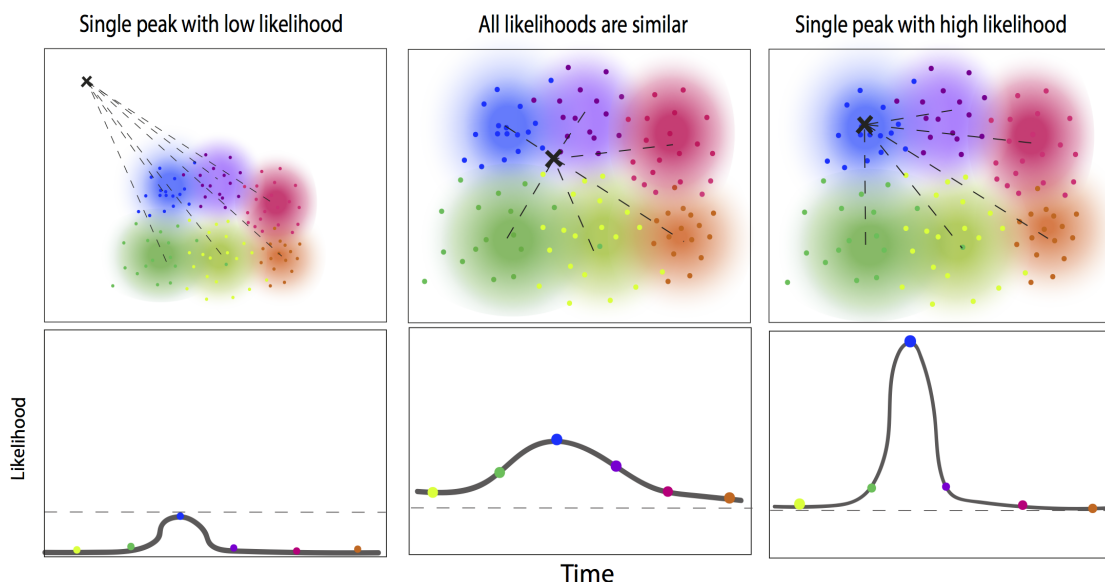 Single peak with low likelihood
All likelihoods are similar
Single peak with high likelihood
Likelihood
Time